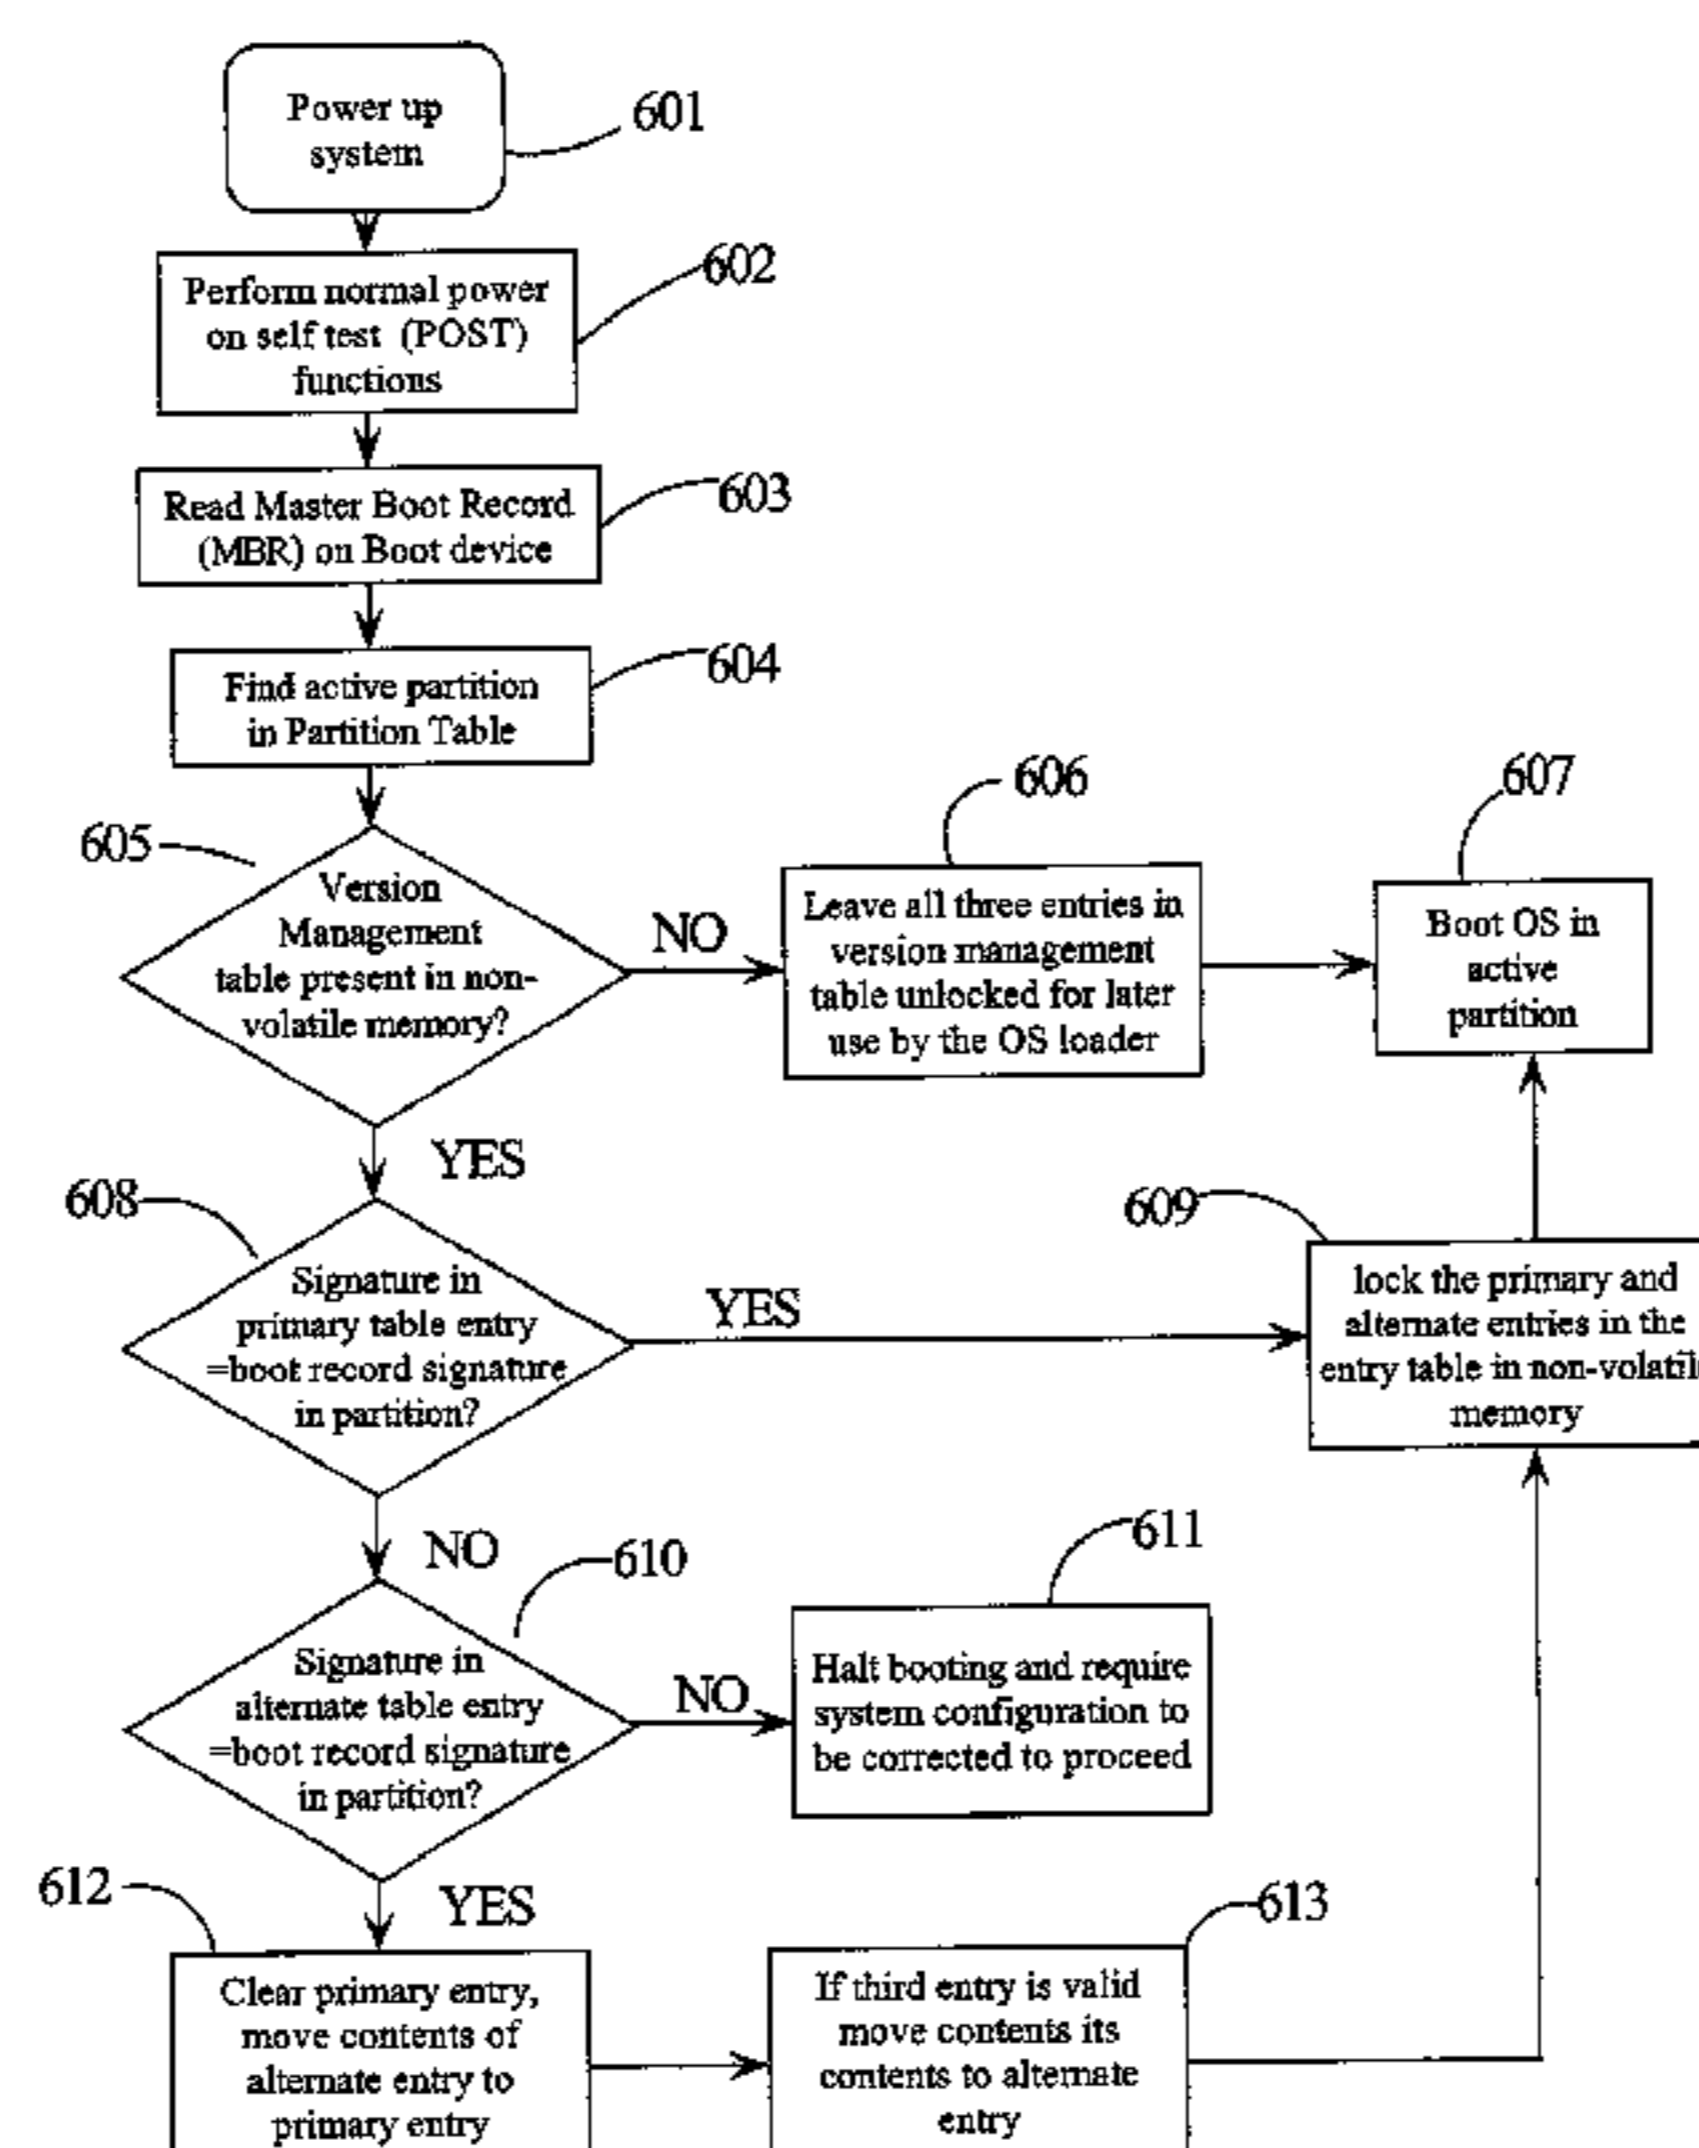 Power up
system
601
Perform normal power
on self test (POST)
functions
602
Read Master Boot Record
(MBR) on Boot device
603
Find active partition
in Partition Table
604
605
Version
Management
table present in non-
volatile memory?
NO
606
Leave all three entries in
version management
table unlocked for later
use by the OS loader
607
Boot OS in
active
partition
YES
608
Signature in
primary table entry
=boot record signature
in partition?
YES
609
lock the primary and
alternate entries in the
entry table in non-volatile
memory
NO
610
Signature in
alternate table entry
=boot record signature
in partition?
NO
611
Halt booting and require
system configuration to
be corrected to proceed
YES
612
Clear primary entry,
move contents of
alternate entry to
primary entry
613
If third entry is valid
move contents its
contents to alternate
entry